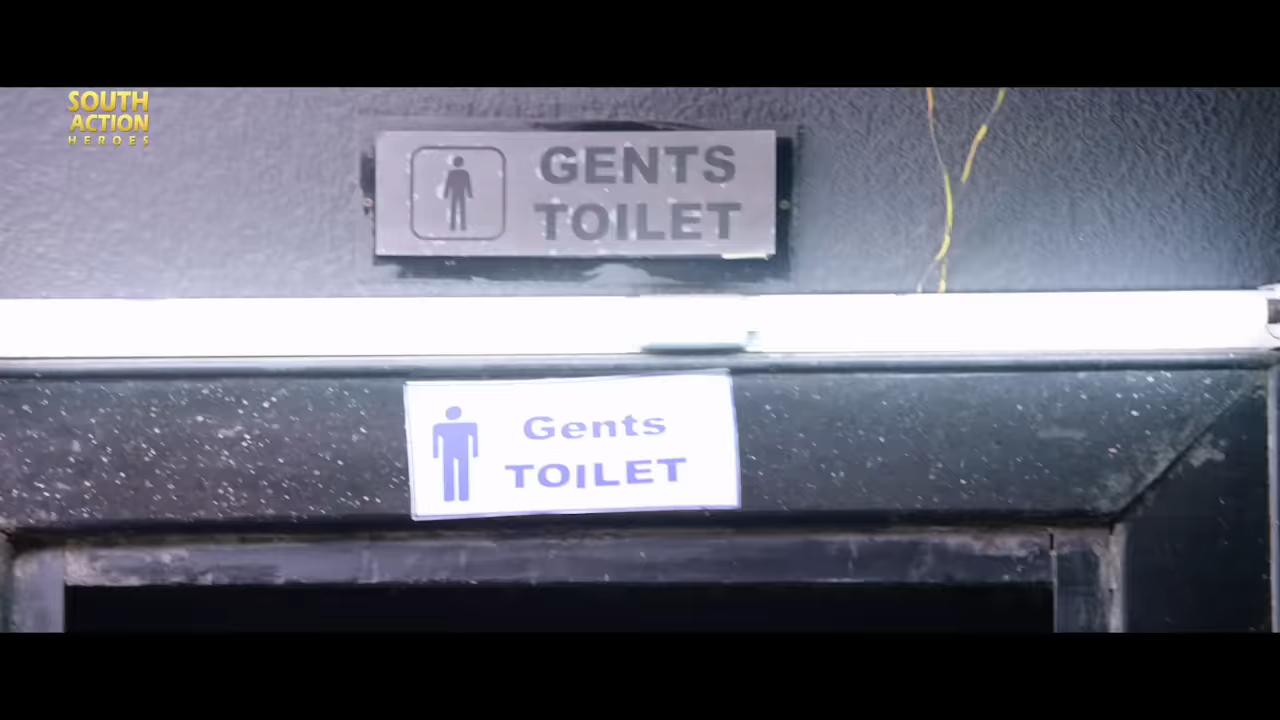 SOUTH
ACTION
HEROES
GENTS
TOILET
Gents
TOILET